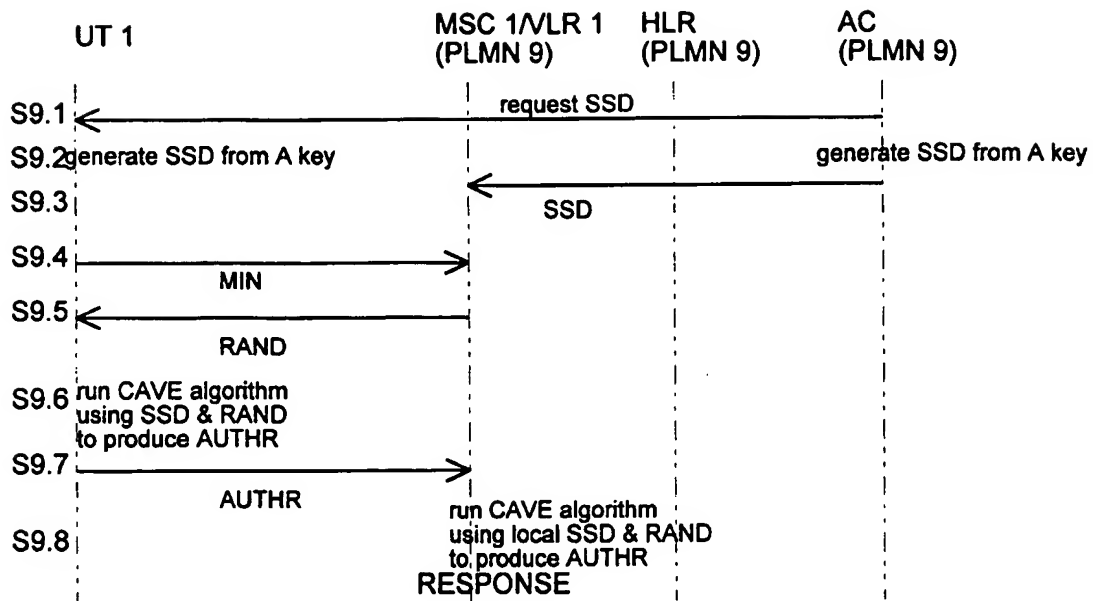 UT 1
MSC 1/VLR 1
(PLMN 9)
HLR
(PLMN 9)
AC
(PLMN 9)
S9.1
request SSD
S9.2
generate SSD from A key
generate SSD from A key
S9.3
SSD
S9.4
MIN
S9.5
RAND
S9.6
run CAVE algorithm
using SSD & RAND
to produce AUTHR
S9.7
AUTHR
S9.8
run CAVE algorithm
using local SSD & RAND
to produce AUTHR
RESPONSE